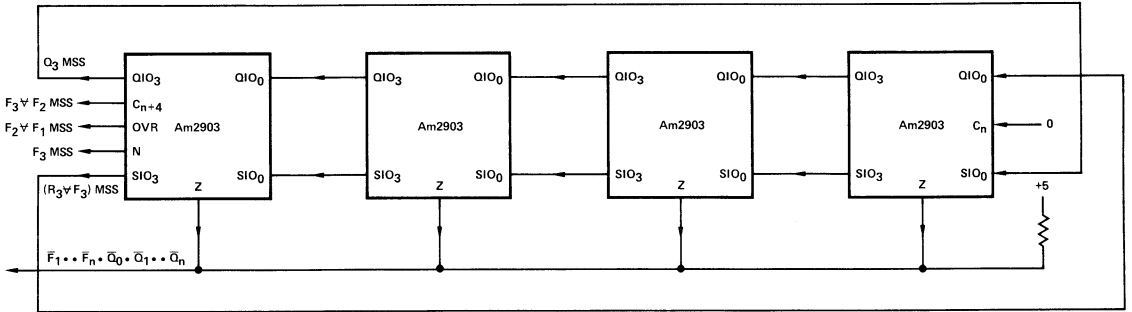 Q₃ MSS
QIO₃ QIO₀ QIO₃ QIO₀ QIO₃ QIO₀ QIO₃ QIO₀
F₃ ∀ F₂ MSS Cₙ₊₄
F₂ ∀ F₁ MSS OVR Am2903 Am2903 Am2903 Am2903 Cₙ 0
F₃ MSS N
SIO₃ SIO₀ SIO₃ SIO₀ SIO₃ SIO₀ SIO₃ SIO₀
(R₃ ∀ F₃) MSS Z Z Z Z +5
F̅₁ • • F̅ₙ • Q̅₀ • Q̅₁ • • Q̅ₙ